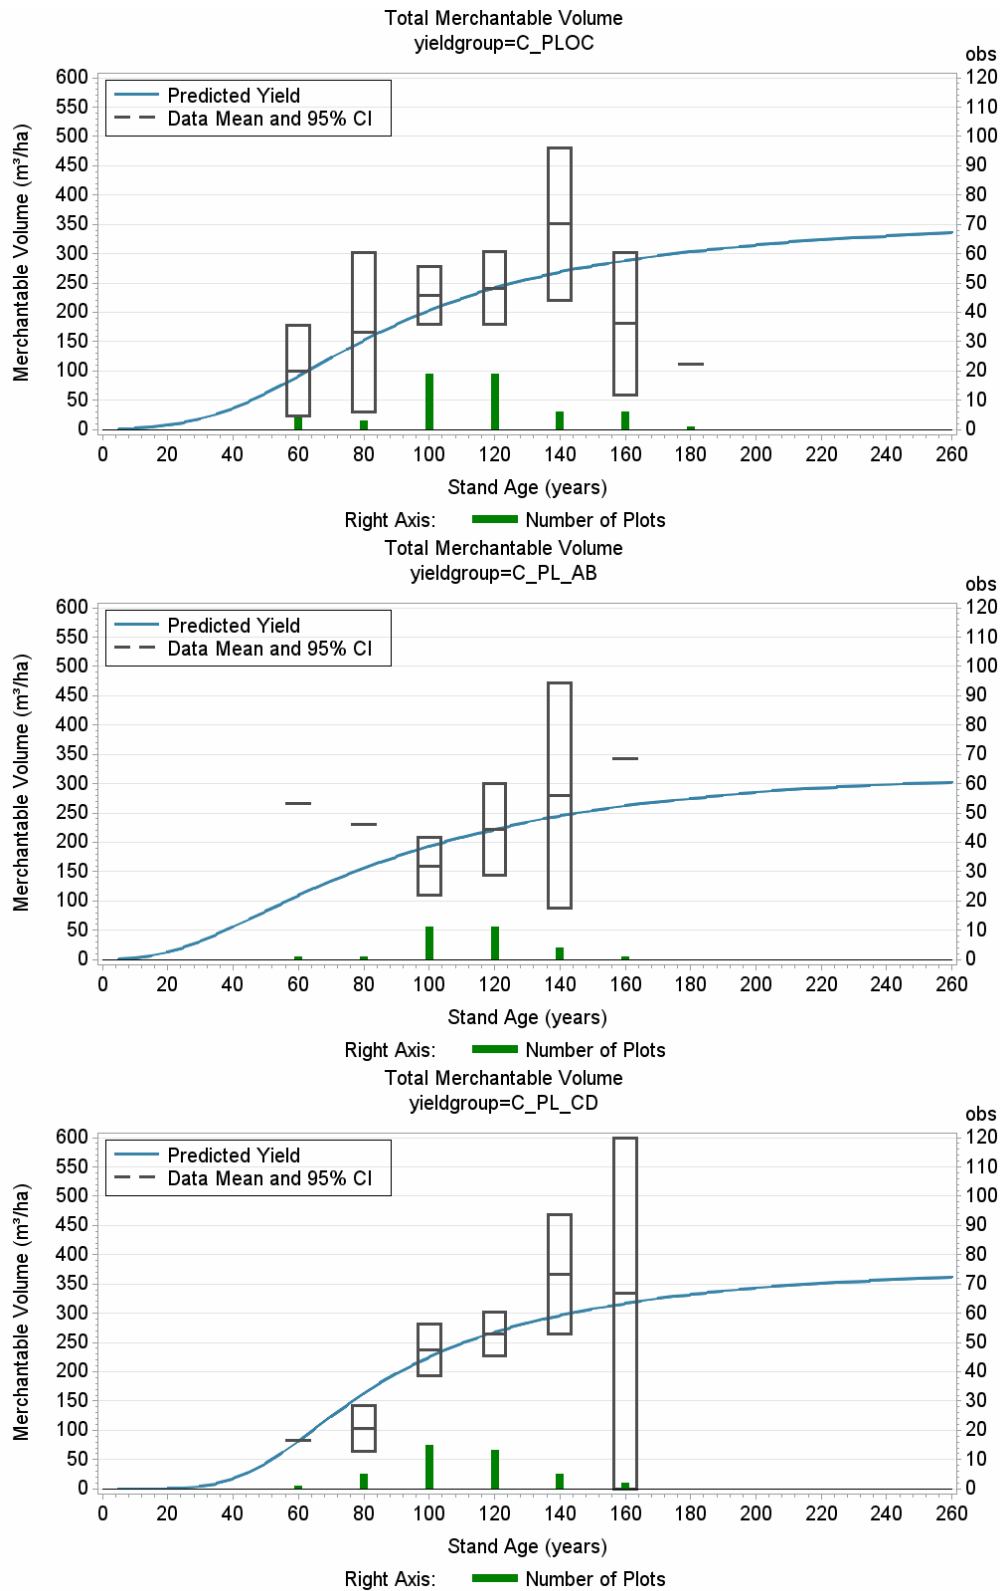 Total Merchantable Volume
yieldgroup=C_PLOC
obs
Predicted Yield
Data Mean and 95% CI
Merchantable Volume (m³/ha)
600
550
500
450
400
350
300
250
200
150
100
50
0
120
110
100
90
80
70
60
50
40
30
20
10
0
0 20 40 60 80 100 120 140 160 180 200 220 240 260
Stand Age (years)
Right Axis: Number of Plots
Total Merchantable Volume
yieldgroup=C_PL_AB
obs
Predicted Yield
Data Mean and 95% CI
Merchantable Volume (m³/ha)
600
550
500
450
400
350
300
250
200
150
100
50
0
120
110
100
90
80
70
60
50
40
30
20
10
0
0 20 40 60 80 100 120 140 160 180 200 220 240 260
Stand Age (years)
Right Axis: Number of Plots
Total Merchantable Volume
yieldgroup=C_PL_CD
obs
Predicted Yield
Data Mean and 95% CI
Merchantable Volume (m³/ha)
600
550
500
450
400
350
300
250
200
150
100
50
0
120
110
100
90
80
70
60
50
40
30
20
10
0
0 20 40 60 80 100 120 140 160 180 200 220 240 260
Stand Age (years)
Right Axis: Number of Plots